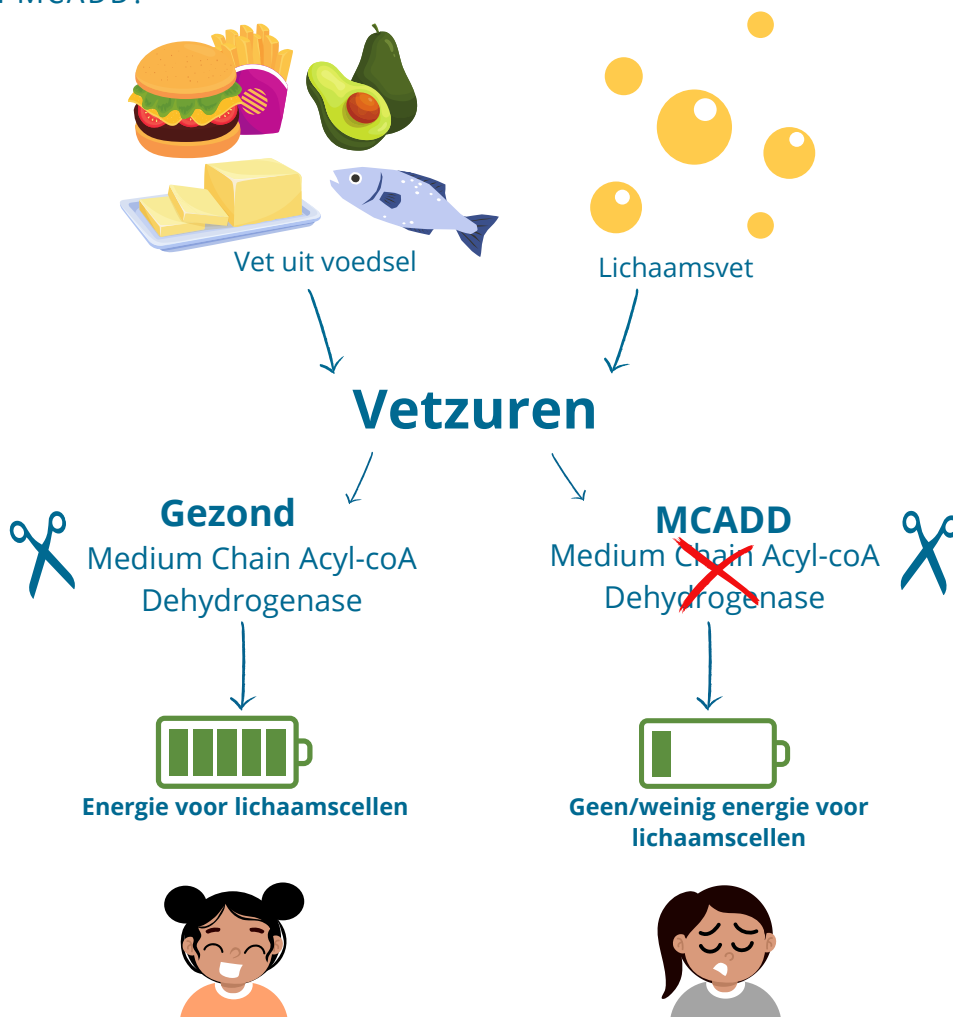 MCADD?
Vet uit voedsel
Lichaamsvet
Vetzuren
Gezond
Medium Chain Acyl-coA
Dehydrogenase
MCADD
Medium Chain Acyl-coA
Dehydrogenase
Energie voor lichaamscellen
Geen/weinig energie voor
lichaamscellen